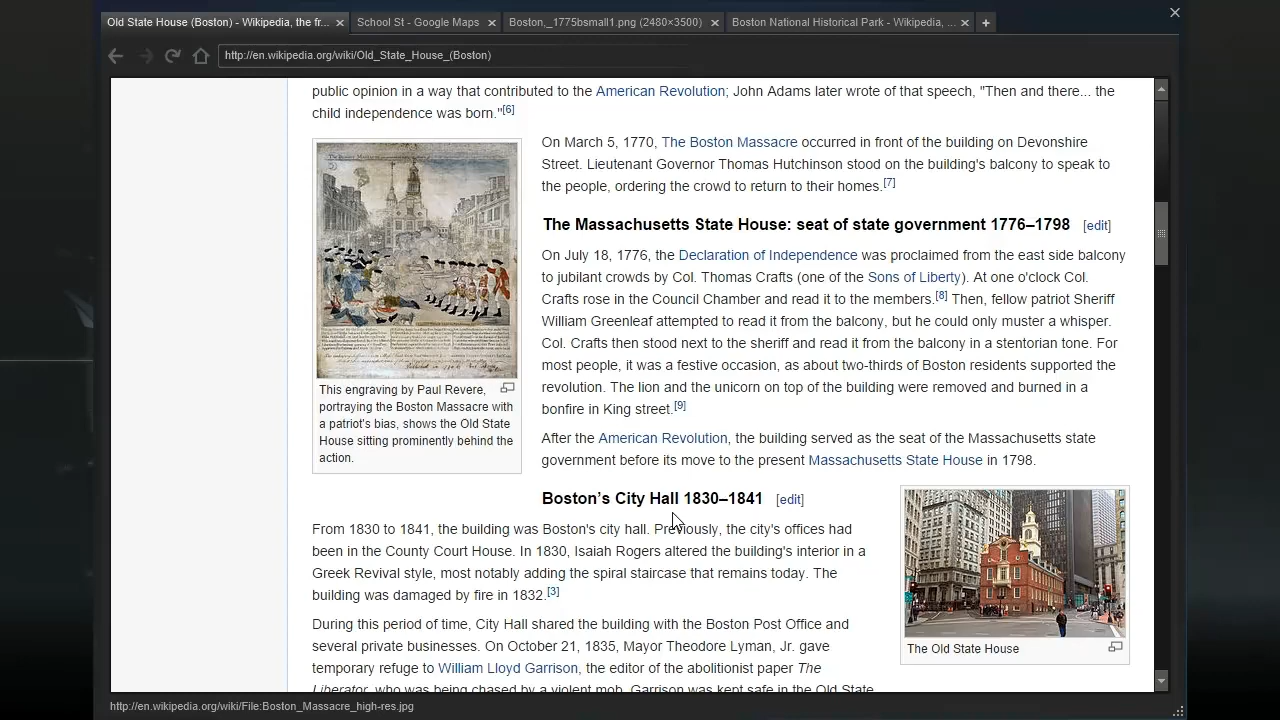 Old State House (Boston) - Wikipedia, the fr...
School St - Google Maps
Boston,_1775bsmall1.png (2480×3500)
Boston National Historical Park - Wikipedia, ...
http://en.wikipedia.org/wiki/Old_State_House_(Boston)
public opinion in a way that contributed to the American Revolution; John Adams later wrote of that speech, "Then and there... the
child independence was born."[6]
On March 5, 1770, The Boston Massacre occurred in front of the building on Devonshire
Street. Lieutenant Governor Thomas Hutchinson stood on the building's balcony to speak to
the people, ordering the crowd to return to their homes.[7]
The Massachusetts State House: seat of state government 1776–1798 [edit]
On July 18, 1776, the Declaration of Independence was proclaimed from the east side balcony
to jubilant crowds by Col. Thomas Crafts (one of the Sons of Liberty). At one o'clock Col.
Crafts rose in the Council Chamber and read it to the members.[8] Then, fellow patriot Sheriff
William Greenleaf attempted to read it from the balcony, but he could only muster a whisper.
Col. Crafts then stood next to the sheriff and read it from the balcony in a stentorian tone. For
most people, it was a festive occasion, as about two-thirds of Boston residents supported the
revolution. The lion and the unicorn on top of the building were removed and burned in a
bonfire in King street.[9]
After the American Revolution, the building served as the seat of the Massachusetts state
government before its move to the present Massachusetts State House in 1798.
This engraving by Paul Revere,
portraying the Boston Massacre with
a patriot's bias, shows the Old State
House sitting prominently behind the
action.
Boston's City Hall 1830–1841 [edit]
From 1830 to 1841, the building was Boston's city hall. Previously, the city's offices had
been in the County Court House. In 1830, Isaiah Rogers altered the building's interior in a
Greek Revival style, most notably adding the spiral staircase that remains today. The
building was damaged by fire in 1832.[3]
During this period of time, City Hall shared the building with the Boston Post Office and
several private businesses. On October 21, 1835, Mayor Theodore Lyman, Jr. gave
temporary refuge to William Lloyd Garrison, the editor of the abolitionist paper The
Liberator, who was being chased by a violent mob. Garrison was kept safe in the Old State
The Old State House
http://en.wikipedia.org/wiki/File:Boston_Massacre_high-res.jpg